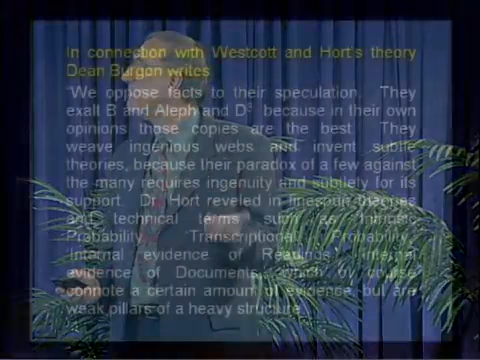 In connection with Westcott and Hort's theory
Dean Burgon writes,
"We oppose facts to their speculation. They
exalt B and Aleph and D because in their own
opinions those copies are the best. They
weave ingenious webs and invent subtle
theories, because their paradox of a few against
the many requires ingenuity and subtlety for its
support. Dr. Hort reveled in finespun theories
and technical terms such as 'Intrinsic
Probability' 'Transcriptional Probability'
'Internal evidence of Readings' 'Internal
evidence of Documents' which of course
connote a certain amount of evidence, but are
weak pillars of a heavy structure.